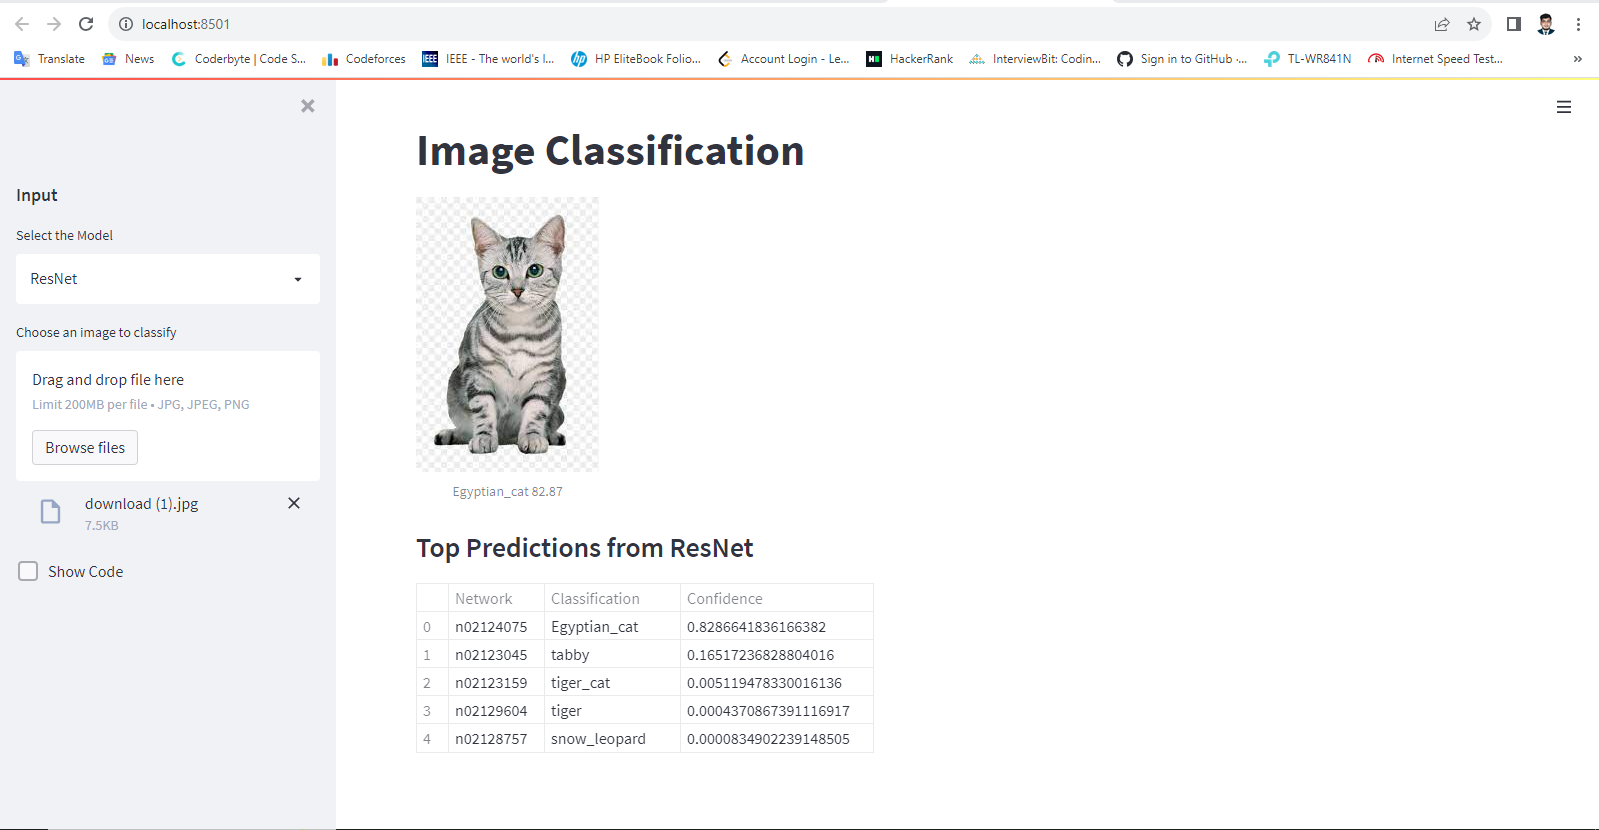 localhost:8501
Translate News Coderbyte | Code S... Codeforces IEEE IEEE - The world's l... hp HP EliteBook Folio... Account Login - Le... HackerRank InterviewBit: Codin... Sign in to GitHub ·... TL-WR841N Internet Speed Test... »
Input
Select the Model
ResNet
Choose an image to classify
Drag and drop file here
Limit 200MB per file • JPG, JPEG, PNG
Browse files
download (1).jpg
7.5KB
Show Code
Image Classification
Egyptian_cat 82.87
Top Predictions from ResNet
Network Classification Confidence
0 n02124075 Egyptian_cat 0.8286641836166382
1 n02123045 tabby 0.16517236828804016
2 n02123159 tiger_cat 0.005119478330016136
3 n02129604 tiger 0.0004370867391116917
4 n02128757 snow_leopard 0.0000834902239148505